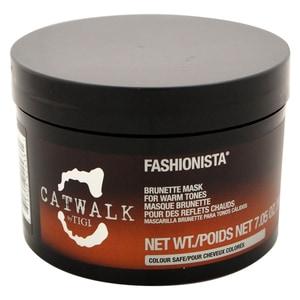 CATWALK
by TIGI
FASHIONISTA®
BRUNETTE MASK
FOR WARM TONES
MASQUE BRUNETTE
POUR DES REFLETS CHAUDS
MASCARILLA BRUNETTE PARA TONOS CÁLIDOS
NET WT./POIDS NET 7.05 OZ
COLOUR SAFE/POUR CHEVEUX COLORÉS